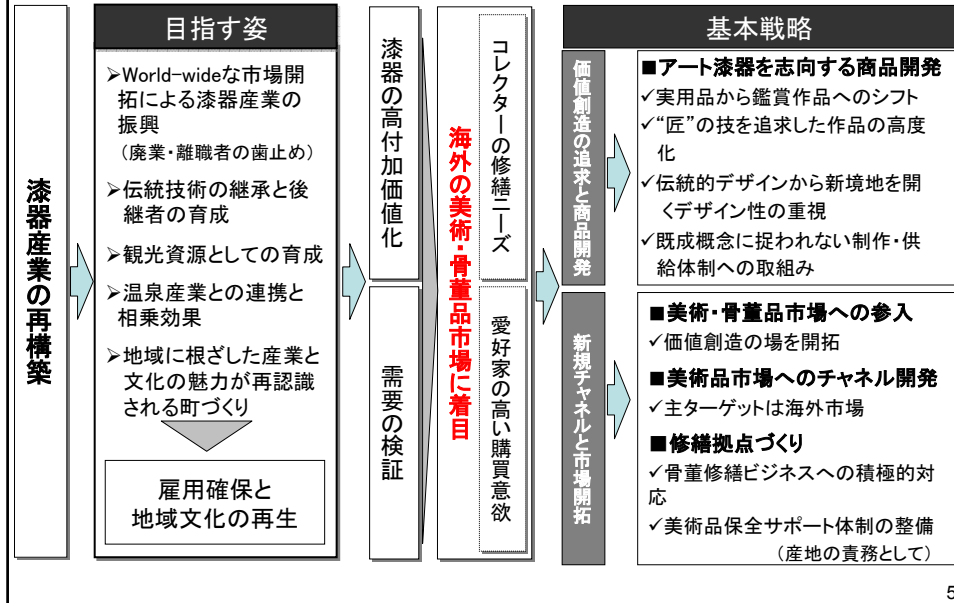 漆器産業の再構築
目指す姿
➢World-wideな市場開
拓による漆器産業の
振興
（廃業・離職者の歯止め）
➢伝統技術の継承と後
継者の育成
➢観光資源としての育成
➢温泉産業との連携と
相乗効果
➢地域に根ざした産業と
文化の魅力が再認識
される町づくり
雇用確保と
地域文化の再生
漆器の高付加価値化
需要の検証
海外の美術・骨董品市場に着目
コレクターの修繕ニーズ
愛好家の高い購買意欲
基本戦略
価値創造の追求と商品開発
■アート漆器を志向する商品開発
✓実用品から鑑賞作品へのシフト
✓“匠”の技を追求した作品の高度
化
✓伝統的デザインから新境地を開
くデザイン性の重視
✓既成概念に捉われない制作・供
給体制への取組み
新規チャネルと市場開拓
■美術・骨董品市場への参入
✓価値創造の場を開拓
■美術品市場へのチャネル開発
✓主ターゲットは海外市場
■修繕拠点づくり
✓骨董修繕ビジネスへの積極的対
応
✓美術品保全サポート体制の整備
（産地の責務として）
5